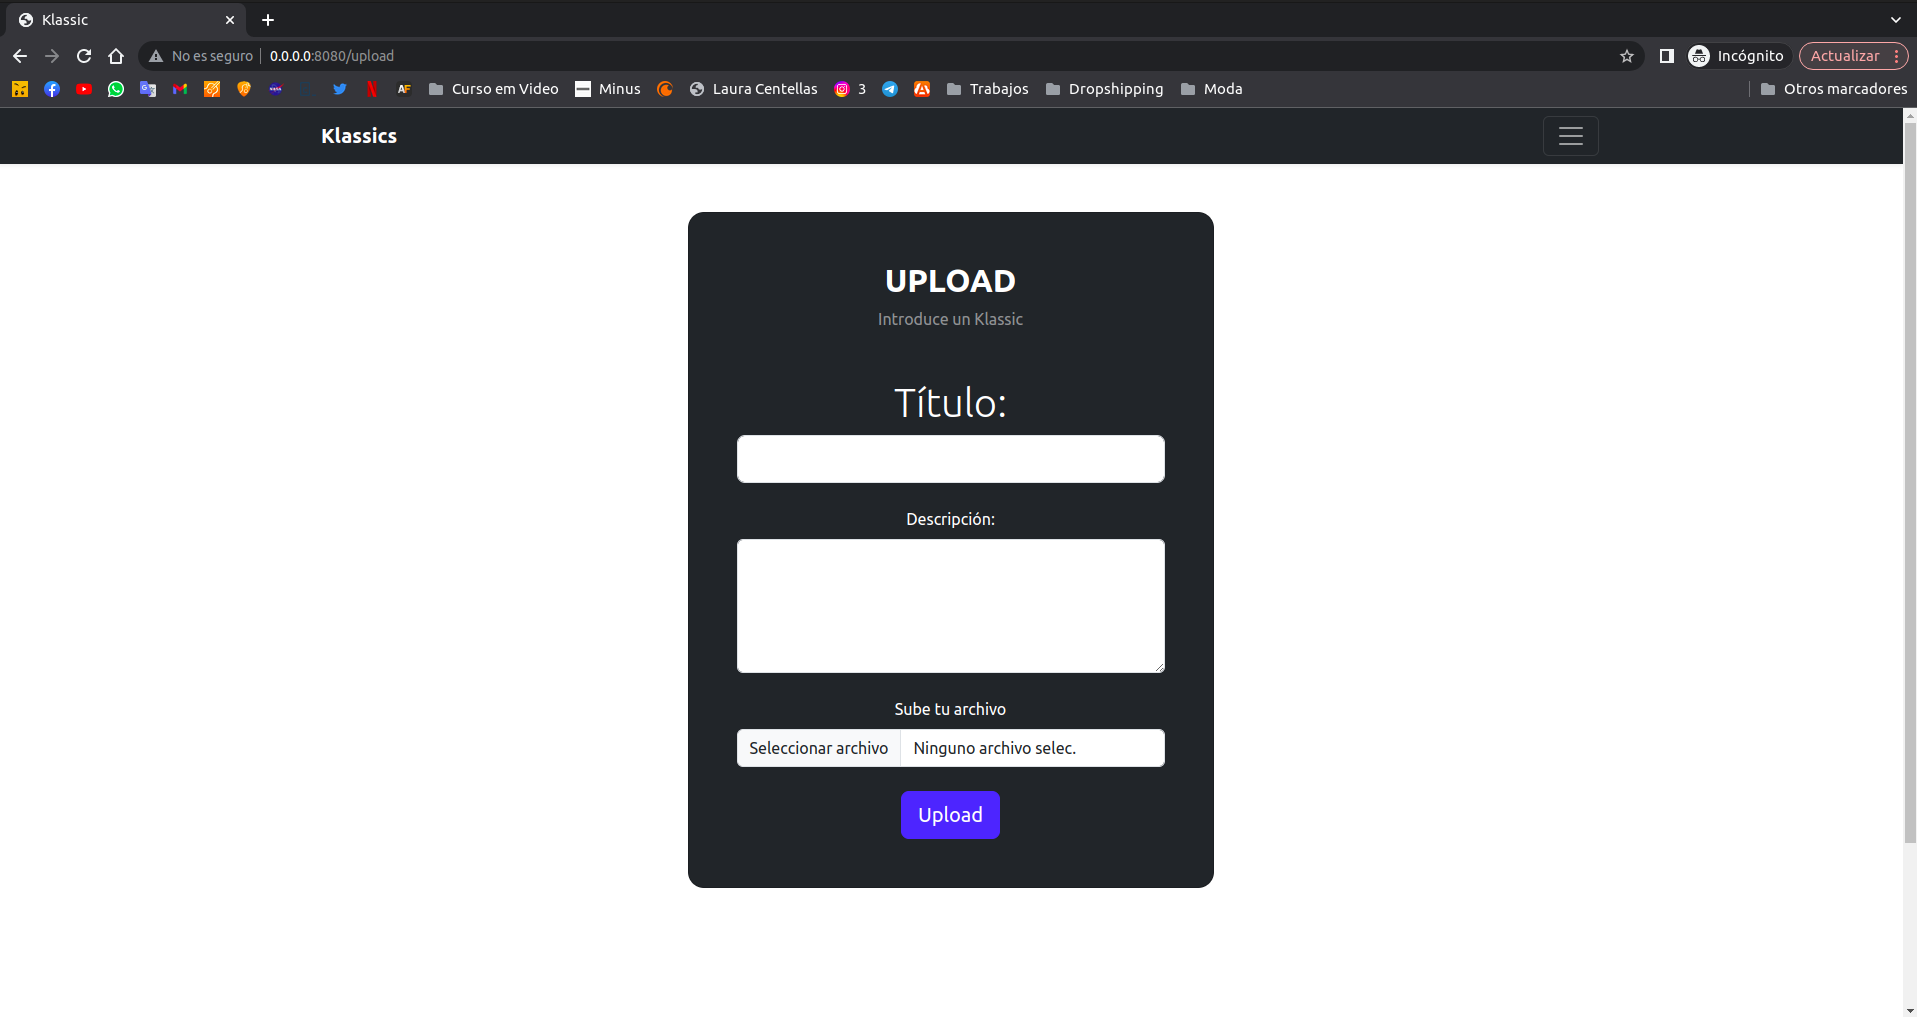 Klassic
No es seguro 0.0.0.0:8080/upload Incógnito Actualizar
AF Curso em Video Minus Laura Centellas 3 Trabajos Dropshipping Moda Otros marcadores
Klassics
UPLOAD
Introduce un Klassic
Título:
Descripción:
Sube tu archivo
Seleccionar archivo Ninguno archivo selec.
Upload